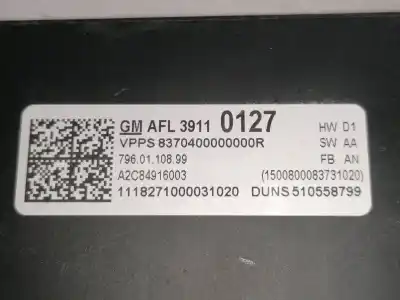 GM AFL 3911 0127 HW D1
VPPS 8370400000000R SW AA
796.01.108.99 FB AN
A2C84916003 (1500800083731020)
1118271000031020 DUNS 510558799